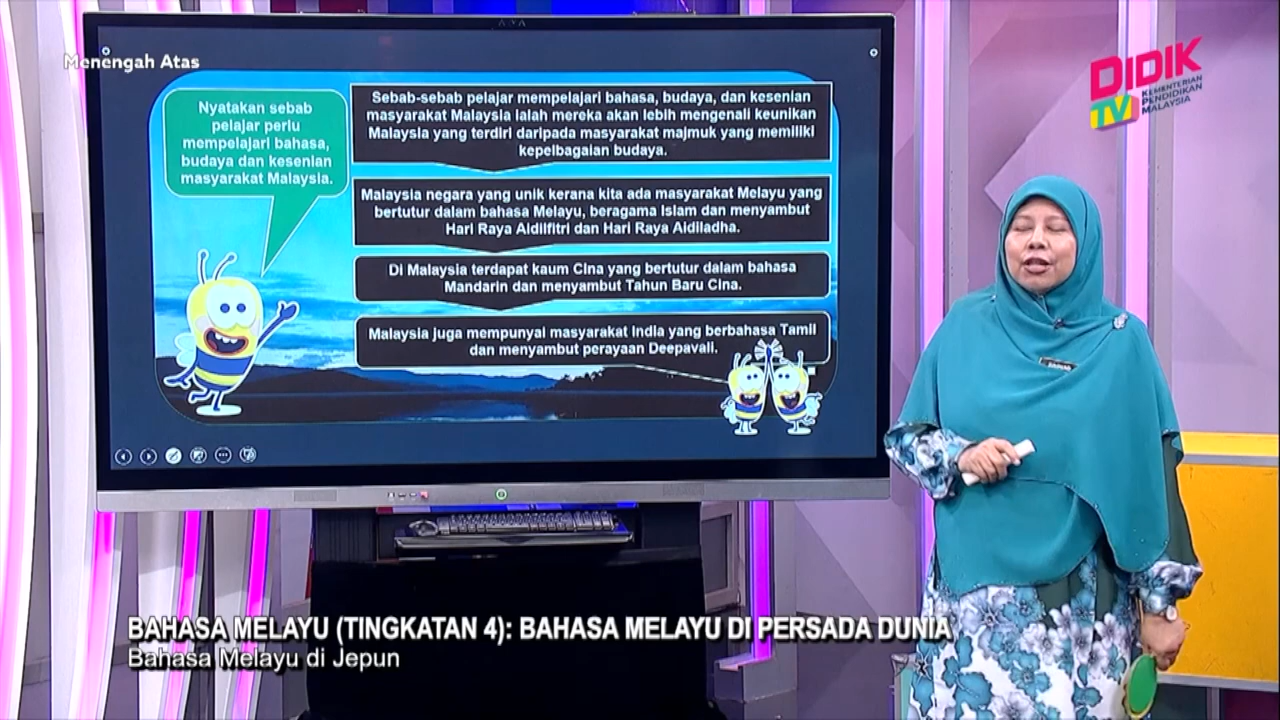 Menengah Atas
DIDIK
TV
KEMENTERIAN
PENDIDIKAN
MALAYSIA
Nyatakan sebab
pelajar perlu
mempelajari bahasa,
budaya dan kesenian
masyarakat Malaysia.
Sebab-sebab pelajar mempelajari bahasa, budaya, dan kesenian
masyarakat Malaysia ialah mereka akan lebih mengenali keunikan
Malaysia yang terdiri daripada masyarakat majmuk yang memiliki
kepelbagaian budaya.
Malaysia negara yang unik kerana kita ada masyarakat Melayu yang
bertutur dalam bahasa Melayu, beragama Islam dan menyambut
Hari Raya Aidilfitri dan Hari Raya Aidiladha.
Di Malaysia terdapat kaum Cina yang bertutur dalam bahasa
Mandarin dan menyambut Tahun Baru Cina.
Malaysia juga mempunyai masyarakat India yang berbahasa Tamil
dan menyambut perayaan Deepavali.
BAHASA MELAYU (TINGKATAN 4): BAHASA MELAYU DI PERSADA DUNIA
Bahasa Melayu di Jepun